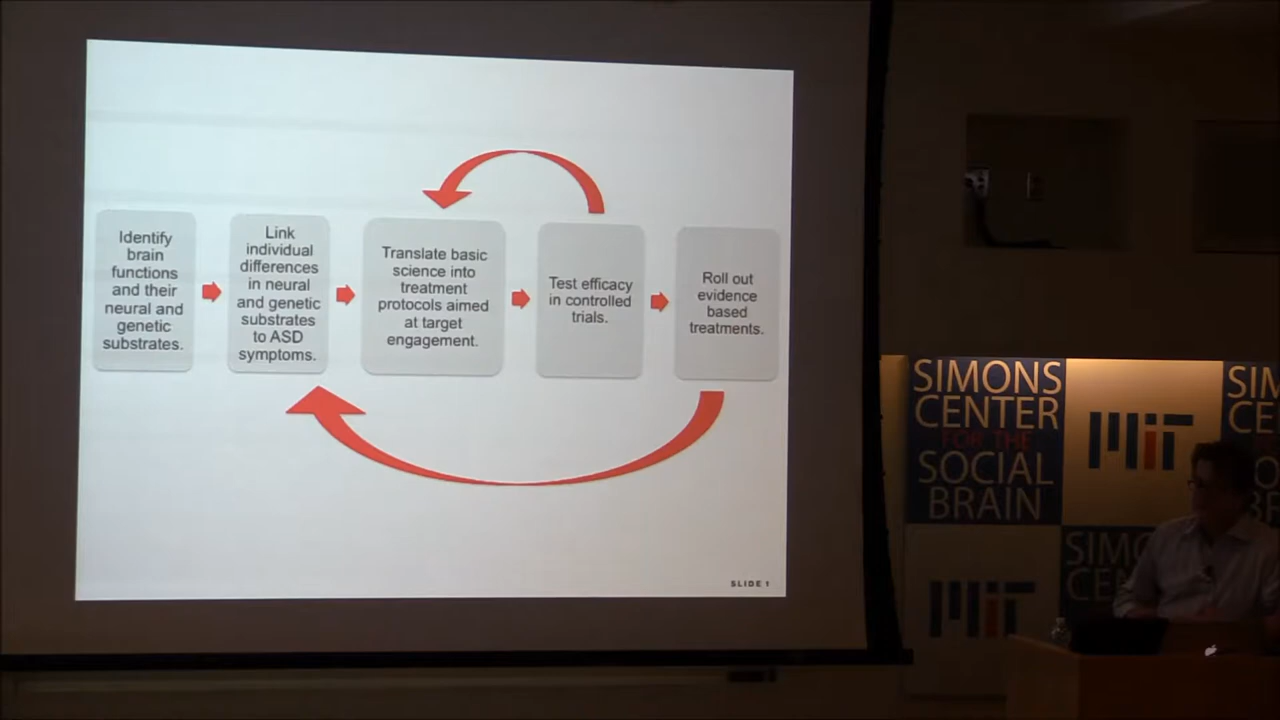 Identify
brain
functions
and their
neural and
genetic
substrates.
Link
individual
differences
in neural
and genetic
substrates
to ASD
symptoms.
Translate basic
science into
treatment
protocols aimed
at target
engagement.
Test efficacy
in controlled
trials.
Roll out
evidence
based
treatments.
SLIDE 1
SIMONS
CENTER
FOR THE
SOCIAL
BRAIN
MIT
SIM
CE
MIT
SIMO
CE